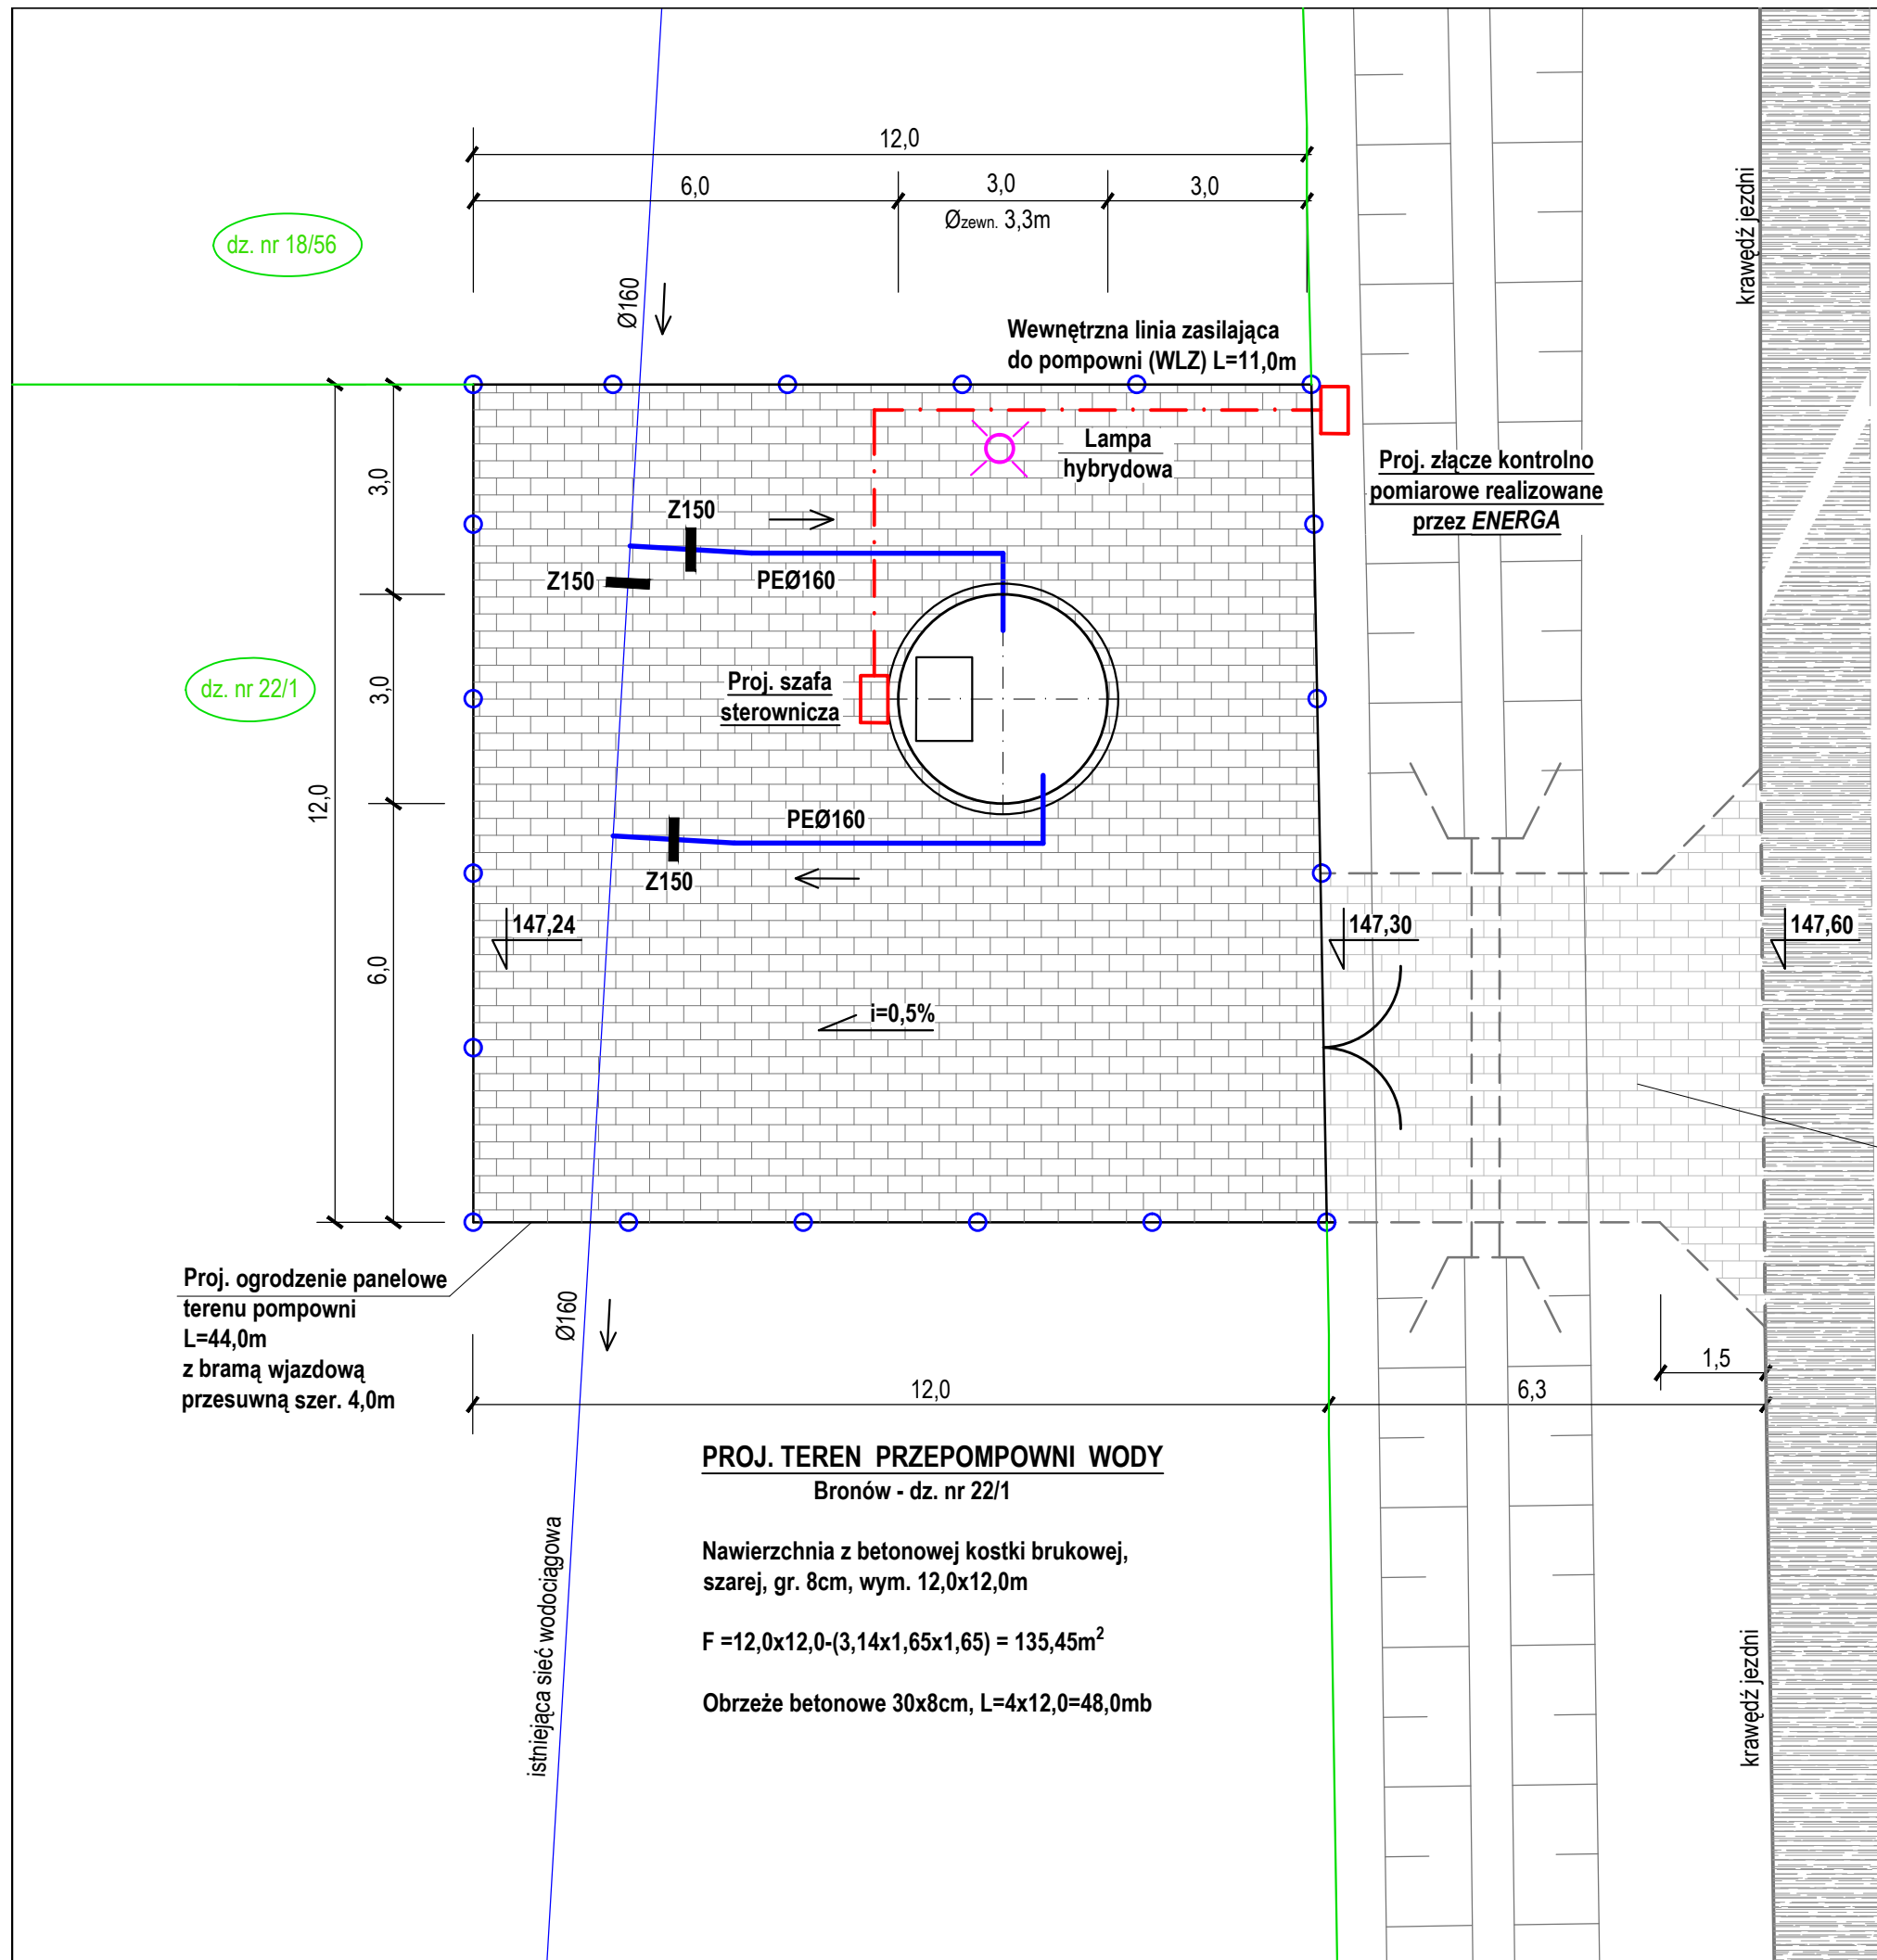 12,0
6,0
3,0
3,0
Øzewn. 3,3m
krawędź jezdni
dz. nr 18/56
Ø160
Wewnętrzna linia zasilająca
do pompowni (WLZ) L=11,0m
Lampa
hybrydowa
Proj. złącze kontrolno
pomiarowe realizowane
przez ENERGA
3,0
Z150
Z150
PEØ160
dz. nr 22/1
3,0
Proj. szafa
sterownicza
12,0
PEØ160
Z150
6,0
147,24
147,30
147,60
i=0,5%
Proj. ogrodzenie panelowe
terenu pompowni
L=44,0m
z bramą wjazdową
przesuwną szer. 4,0m
Ø160
1,5
12,0
6,3
PROJ. TEREN PRZEPOMPOWNI WODY
Bronów - dz. nr 22/1
Nawierzchnia z betonowej kostki brukowej,
szarej, gr. 8cm, wym. 12,0x12,0m
F =12,0x12,0-(3,14x1,65x1,65) = 135,45m²
Obrzeże betonowe 30x8cm, L=4x12,0=48,0mb
istniejąca sieć wodociągowa
krawędź jezdni